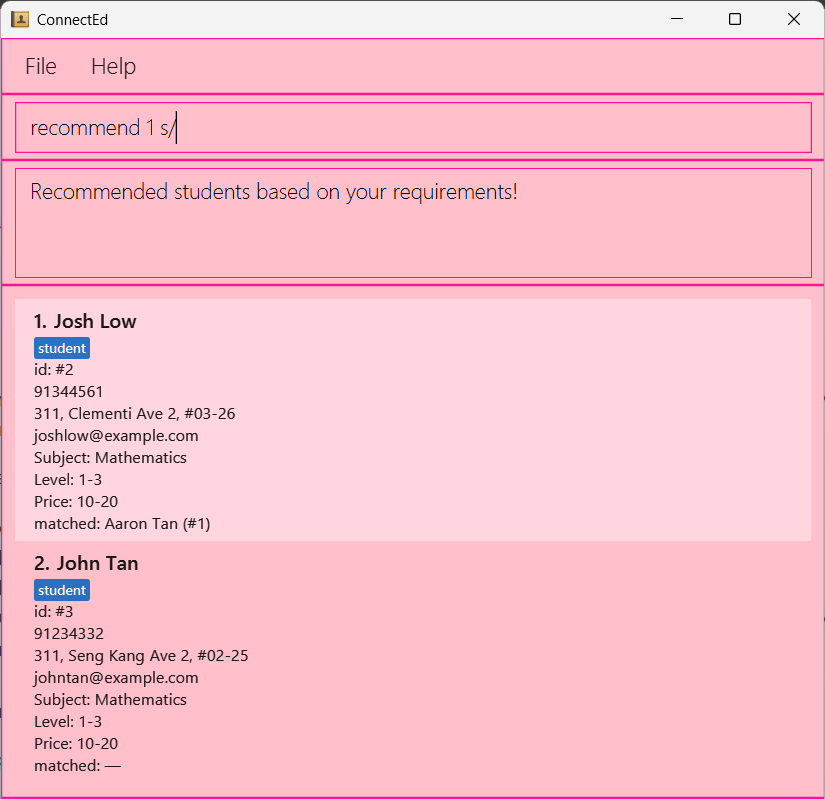 ConnectEd
File Help
recommend 1 s/
Recommended students based on your requirements!
1. Josh Low
student
id: #2
91344561
311, Clementi Ave 2, #03-26
joshlow@example.com
Subject: Mathematics
Level: 1-3
Price: 10-20
matched: Aaron Tan (#1)
2. John Tan
student
id: #3
91234332
311, Seng Kang Ave 2, #02-25
johntan@example.com
Subject: Mathematics
Level: 1-3
Price: 10-20
matched: —